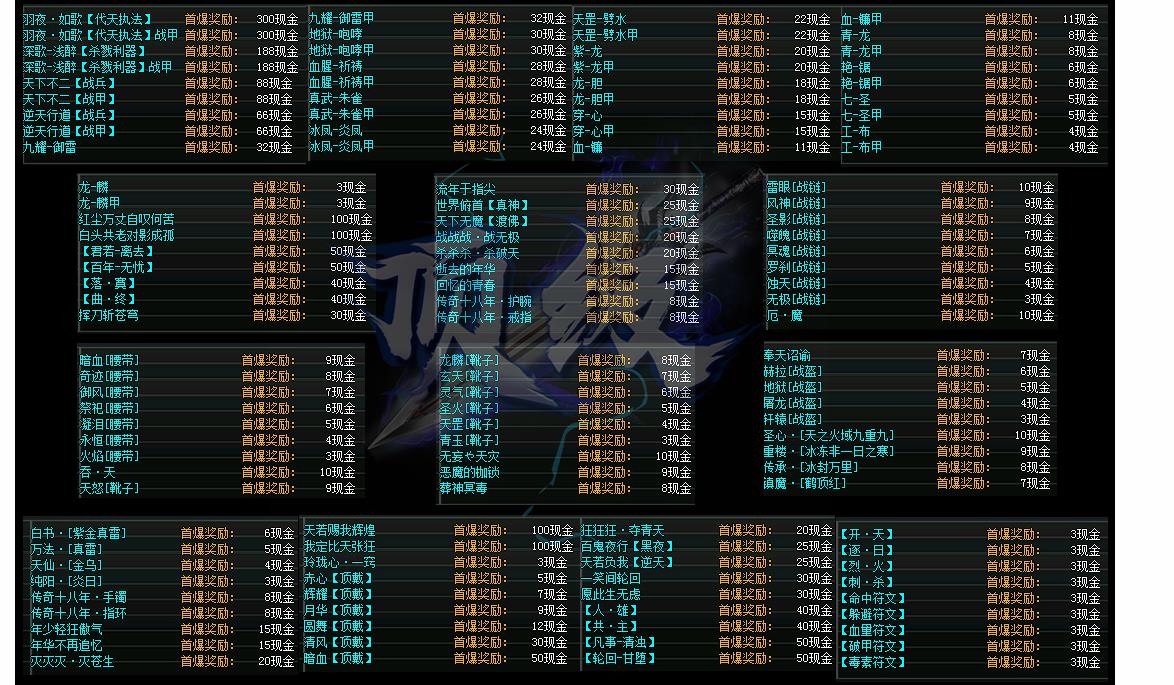 羽夜·如歌【代天执法】 首爆奖励: 300现金
羽夜·如歌【代天执法】战甲 首爆奖励: 300现金
深歌-浅醉【杀戮利器】 首爆奖励: 188现金
深歌-浅醉【杀戮利器】战甲 首爆奖励: 188现金
天下不二【战兵】 首爆奖励: 88现金
天下不二【战甲】 首爆奖励: 88现金
逆天行道【战兵】 首爆奖励: 66现金
逆天行道【战甲】 首爆奖励: 66现金
九耀-御雷 首爆奖励: 32现金
九耀-御雷甲 首爆奖励: 32现金
地狱-咆哮 首爆奖励: 30现金
地狱-咆哮甲 首爆奖励: 30现金
血腥-祈祷 首爆奖励: 28现金
血腥-祈祷甲 首爆奖励: 28现金
真武-朱雀 首爆奖励: 26现金
真武-朱雀甲 首爆奖励: 26现金
冰凤-炎凤 首爆奖励: 24现金
冰凤-炎凤甲 首爆奖励: 24现金
天罡-劈水 首爆奖励: 22现金
天罡-劈水甲 首爆奖励: 22现金
紫-龙 首爆奖励: 20现金
紫-龙甲 首爆奖励: 20现金
龙-胆 首爆奖励: 18现金
龙-胆甲 首爆奖励: 18现金
穿-心 首爆奖励: 15现金
穿-心甲 首爆奖励: 15现金
血-镰 首爆奖励: 11现金
血-镰甲 首爆奖励: 11现金
青-龙 首爆奖励: 8现金
青-龙甲 首爆奖励: 8现金
艳-锯 首爆奖励: 6现金
艳-锯甲 首爆奖励: 6现金
七-圣 首爆奖励: 5现金
七-圣甲 首爆奖励: 5现金
工-布 首爆奖励: 4现金
工-布甲 首爆奖励: 4现金
龙-麟 首爆奖励: 3现金
龙-麟甲 首爆奖励: 3现金
红尘万丈自叹何苦 首爆奖励: 100现金
白头共老对影成孤 首爆奖励: 100现金
【君若-离去】 首爆奖励: 50现金
【百年-无忧】 首爆奖励: 50现金
【落·寞】 首爆奖励: 40现金
【曲·终】 首爆奖励: 40现金
挥刀斩苍穹 首爆奖励: 30现金
流年于指尖 首爆奖励: 30现金
世界俯首【真神】 首爆奖励: 25现金
天下无魔【渡佛】 首爆奖励: 25现金
战战战·战无极 首爆奖励: 20现金
杀杀杀·杀破天 首爆奖励: 20现金
逝去的年华 首爆奖励: 15现金
回忆的青春 首爆奖励: 15现金
传奇十八年·护腕 首爆奖励: 8现金
传奇十八年·戒指 首爆奖励: 8现金
雷眼[战链] 首爆奖励: 10现金
风神[战链] 首爆奖励: 9现金
圣影[战链] 首爆奖励: 8现金
噬魄[战链] 首爆奖励: 7现金
冥魂[战链] 首爆奖励: 6现金
罗刹[战链] 首爆奖励: 5现金
蚀天[战链] 首爆奖励: 4现金
无极[战链] 首爆奖励: 3现金
厄·魔 首爆奖励: 10现金
暗血[腰带] 首爆奖励: 9现金
奇迹[腰带] 首爆奖励: 8现金
御风[腰带] 首爆奖励: 7现金
祭祀[腰带] 首爆奖励: 6现金
凝泪[腰带] 首爆奖励: 5现金
永恒[腰带] 首爆奖励: 4现金
火焰[腰带] 首爆奖励: 3现金
吞·天 首爆奖励: 10现金
天怒[靴子] 首爆奖励: 9现金
龙麟[靴子] 首爆奖励: 8现金
玄天[靴子] 首爆奖励: 7现金
灵气[靴子] 首爆奖励: 6现金
圣火[靴子] 首爆奖励: 5现金
天罡[靴子] 首爆奖励: 4现金
青玉[靴子] 首爆奖励: 3现金
无妄や天灾 首爆奖励: 10现金
恶魔的枷锁 首爆奖励: 9现金
葬神冥毒 首爆奖励: 8现金
奉天诏谕 首爆奖励: 7现金
赫拉[战盔] 首爆奖励: 6现金
地狱[战盔] 首爆奖励: 5现金
屠龙[战盔] 首爆奖励: 4现金
轩辕[战盔] 首爆奖励: 3现金
圣心·[天之火域九重九] 首爆奖励: 10现金
重楼·[冰冻非一日之寒] 首爆奖励: 9现金
传承·[冰封万里] 首爆奖励: 8现金
滇魔·[鹤顶红] 首爆奖励: 7现金
顶级
白书·[紫金真雷] 首爆奖励: 6现金
万法·[真雷] 首爆奖励: 5现金
天仙·[金乌] 首爆奖励: 4现金
纯阳·[炎日] 首爆奖励: 3现金
传奇十八年·手镯 首爆奖励: 8现金
传奇十八年·指环 首爆奖励: 8现金
年少轻狂傲气 首爆奖励: 15现金
年华不再追忆 首爆奖励: 15现金
灭灭灭·灭苍生 首爆奖励: 20现金
天若赐我辉煌 首爆奖励: 100现金
我定比天张狂 首爆奖励: 100现金
玲珑心·一窍 首爆奖励: 3现金
赤心【顶戴】 首爆奖励: 5现金
辉耀【顶戴】 首爆奖励: 7现金
月华【顶戴】 首爆奖励: 9现金
圆舞【顶戴】 首爆奖励: 12现金
清风【顶戴】 首爆奖励: 30现金
暗血【顶戴】 首爆奖励: 50现金
狂狂狂·夺青天 首爆奖励: 20现金
百鬼夜行【黑夜】 首爆奖励: 25现金
天若负我【逆天】 首爆奖励: 25现金
一笑间轮回 首爆奖励: 30现金
愿此生无虑 首爆奖励: 30现金
【人·雄】 首爆奖励: 40现金
【共·主】 首爆奖励: 40现金
【凡事-清浊】 首爆奖励: 50现金
【轮回-甘堕】 首爆奖励: 50现金
【开·天】 首爆奖励: 3现金
【逐·日】 首爆奖励: 3现金
【烈·火】 首爆奖励: 3现金
【刺·杀】 首爆奖励: 3现金
【命中符文】 首爆奖励: 3现金
【躲避符文】 首爆奖励: 3现金
【血量符文】 首爆奖励: 3现金
【破甲符文】 首爆奖励: 3现金
【毒素符文】 首爆奖励: 3现金